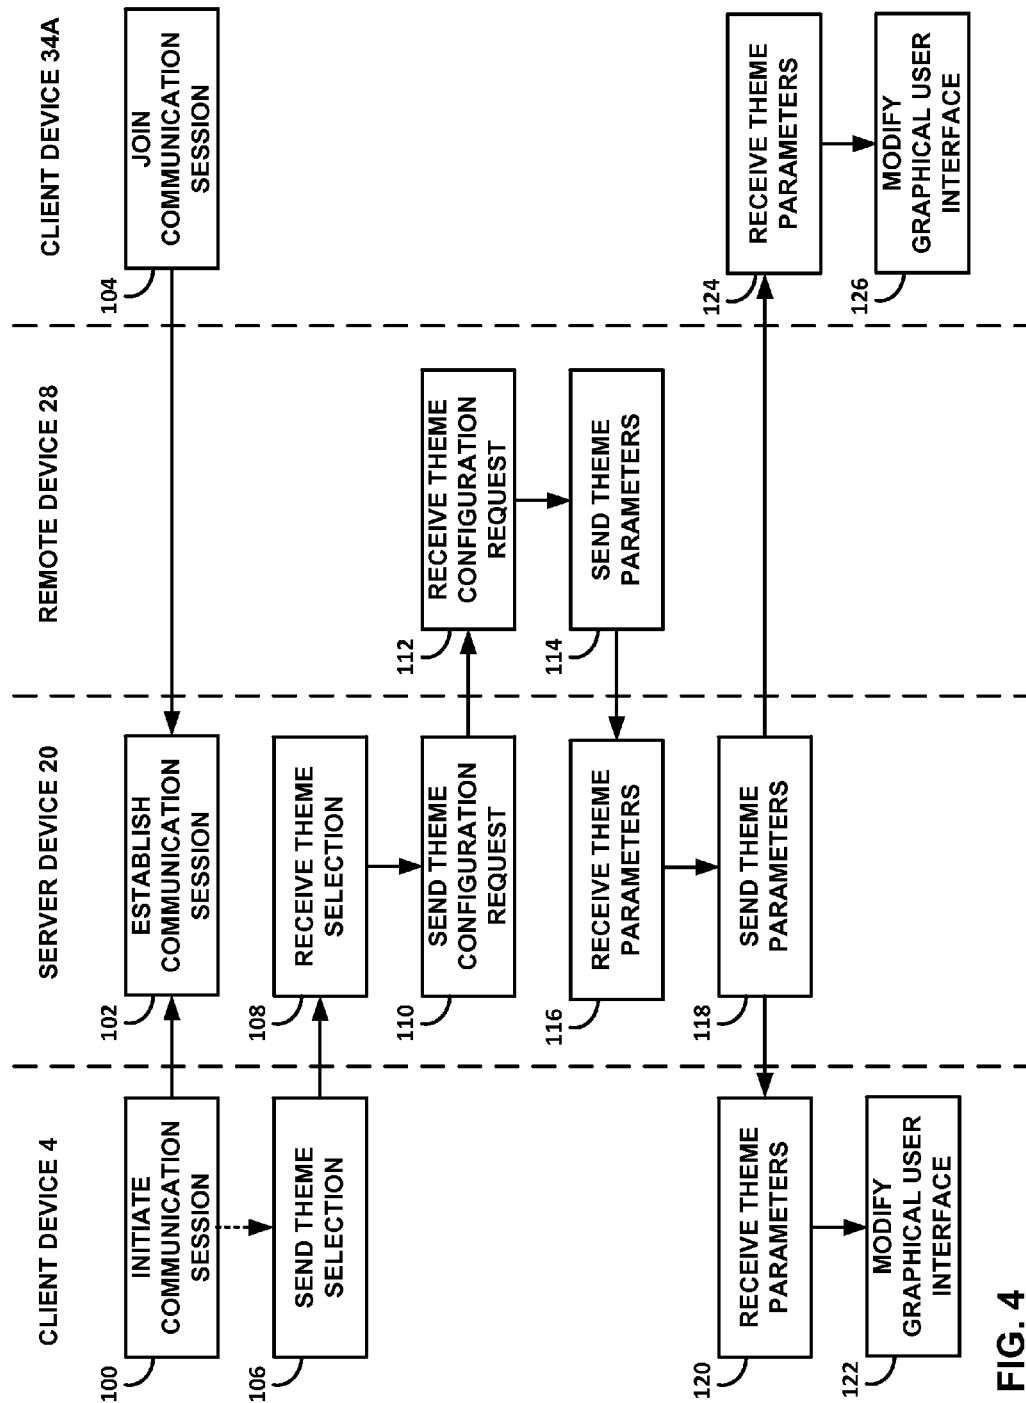 CLIENT DEVICE 4
SERVER DEVICE 20
REMOTE DEVICE 28
CLIENT DEVICE 34A
100
INITIATE
COMMUNICATION
SESSION
102
ESTABLISH
COMMUNICATION
SESSION
104
JOIN
COMMUNICATION
SESSION
106
SEND THEME
SELECTION
108
RECEIVE THEME
SELECTION
110
SEND THEME
CONFIGURATION
REQUEST
112
RECEIVE THEME
CONFIGURATION
REQUEST
114
SEND THEME
PARAMETERS
116
RECEIVE THEME
PARAMETERS
118
SEND THEME
PARAMETERS
120
RECEIVE THEME
PARAMETERS
122
MODIFY
GRAPHICAL USER
INTERFACE
124
RECEIVE THEME
PARAMETERS
126
MODIFY
GRAPHICAL USER
INTERFACE
FIG. 4